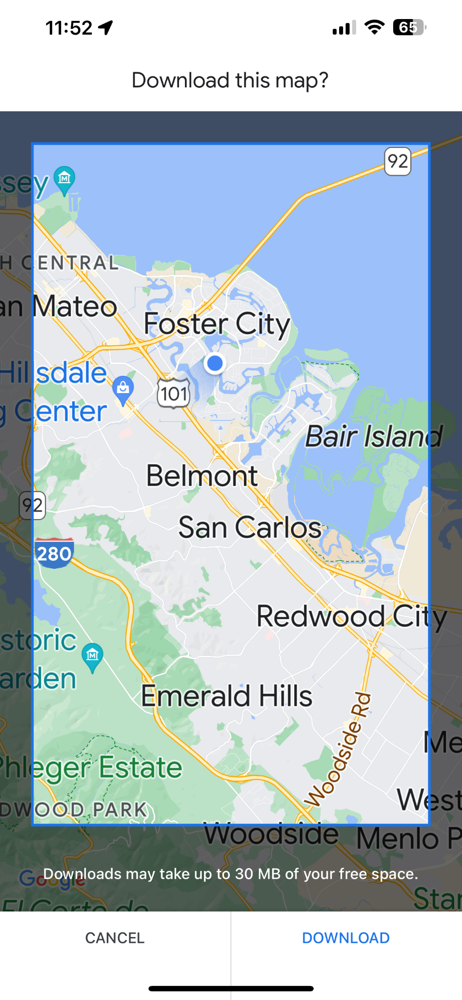 11:52
65
Download this map?
92
ssey
H CENTRAL
an Mateo
Foster City
Hillsdale
g Center
101
Bair Island
Belmont
92
San Carlos
280
Redwood City
storic
arden
Emerald Hills
Woodside Rd
Me
Phleger Estate
West
DWOOD PARK
Woodside
Menlo P
Downloads may take up to 30 MB of your free space.
Google
Star
El Corte de
CANCEL
DOWNLOAD